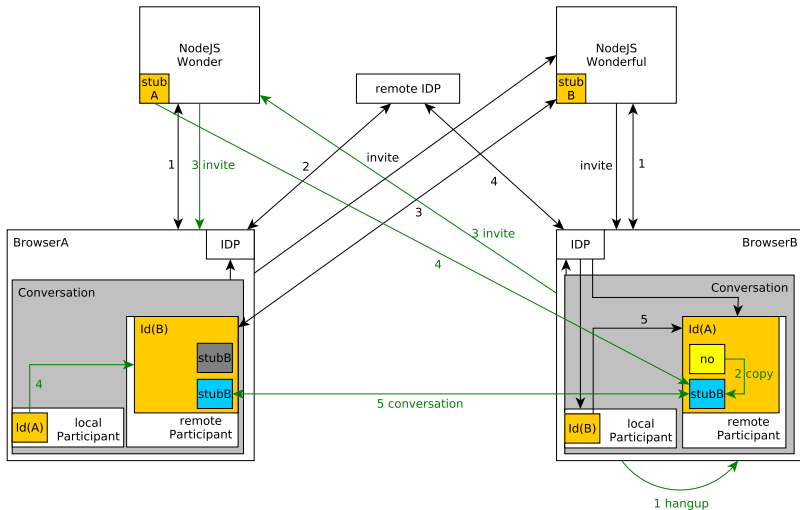 NodeJS
Wonder
stub
A
remote IDP
NodeJS
Wonderful
stub
B
1
3 invite
2
invite
4
3
invite
1
3 invite
4
BrowserA
IDP
IDP
BrowserB
Conversation
Conversation
Id(B)
stubB
stubB
4
Id(A)
local
Participant
remote
Participant
5 conversation
5
Id(A)
no
2 copy
stubB
Id(B)
local
Participant
remote
Participant
1 hangup